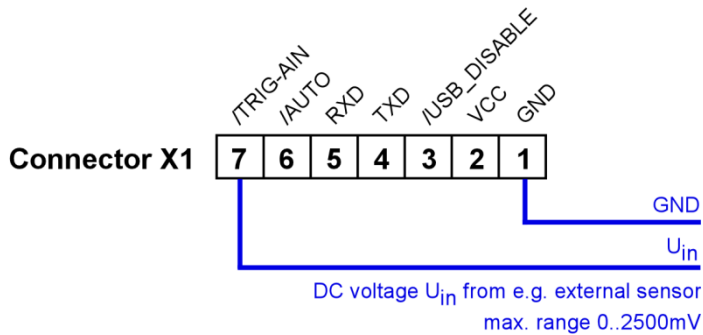 /TRIG-AIN
/AUTO
RXD
TXD
/USB_DISABLE
VCC
GND
Connector X1 7 6 5 4 3 2 1
GND
Uin
DC voltage Uin from e.g. external sensor
max. range 0..2500mV